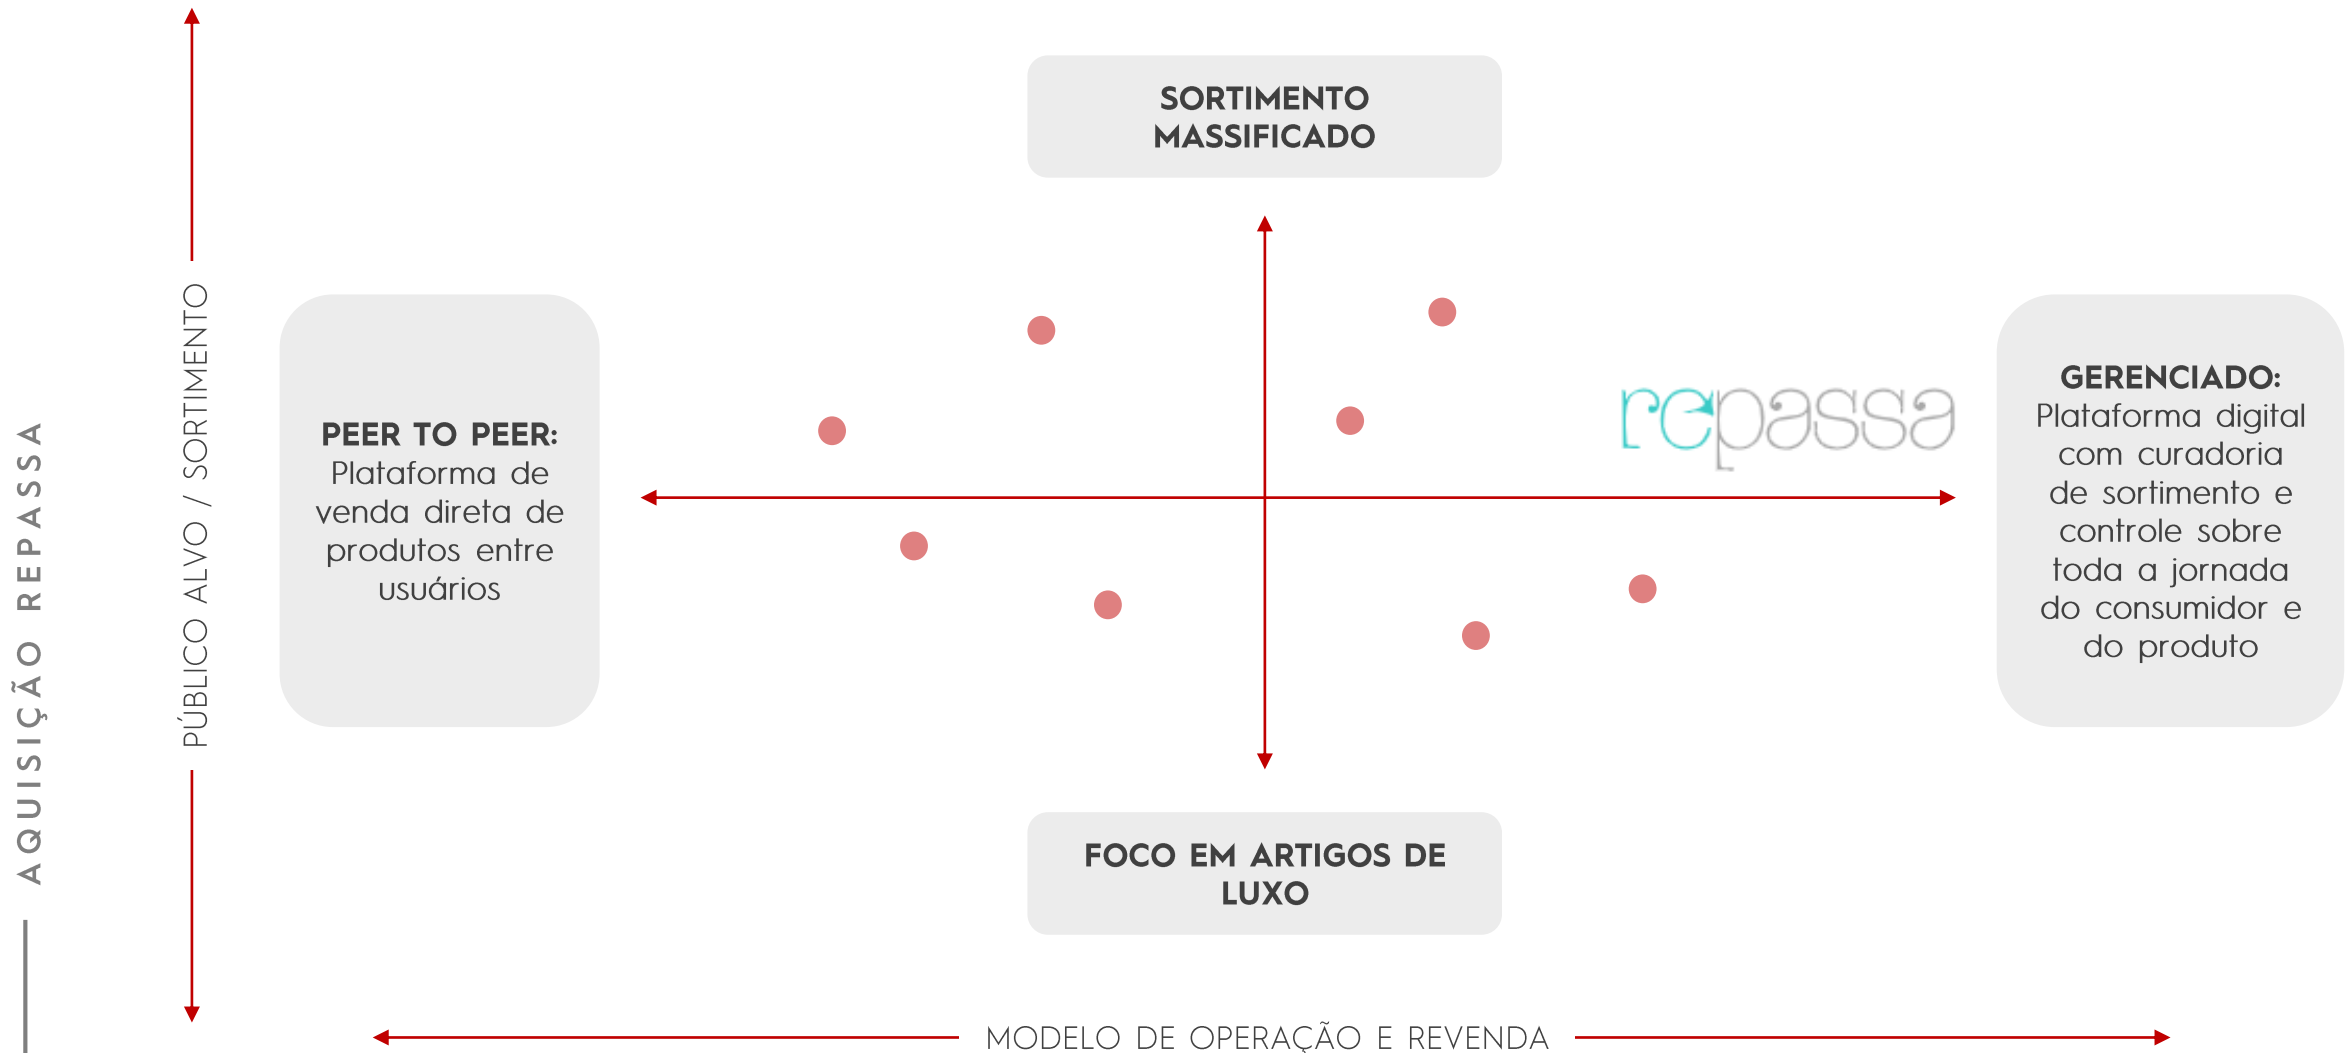 AQUISIÇÃO REPASSA
PÚBLICO ALVO / SORTIMENTO
SORTIMENTO
MASSIFICADO
PEER TO PEER:
Plataforma de
venda direta de
produtos entre
usuários
repassa
GERENCIADO:
Plataforma digital
com curadoria
de sortimento e
controle sobre
toda a jornada
do consumidor e
do produto
FOCO EM ARTIGOS DE
LUXO
MODELO DE OPERAÇÃO E REVENDA